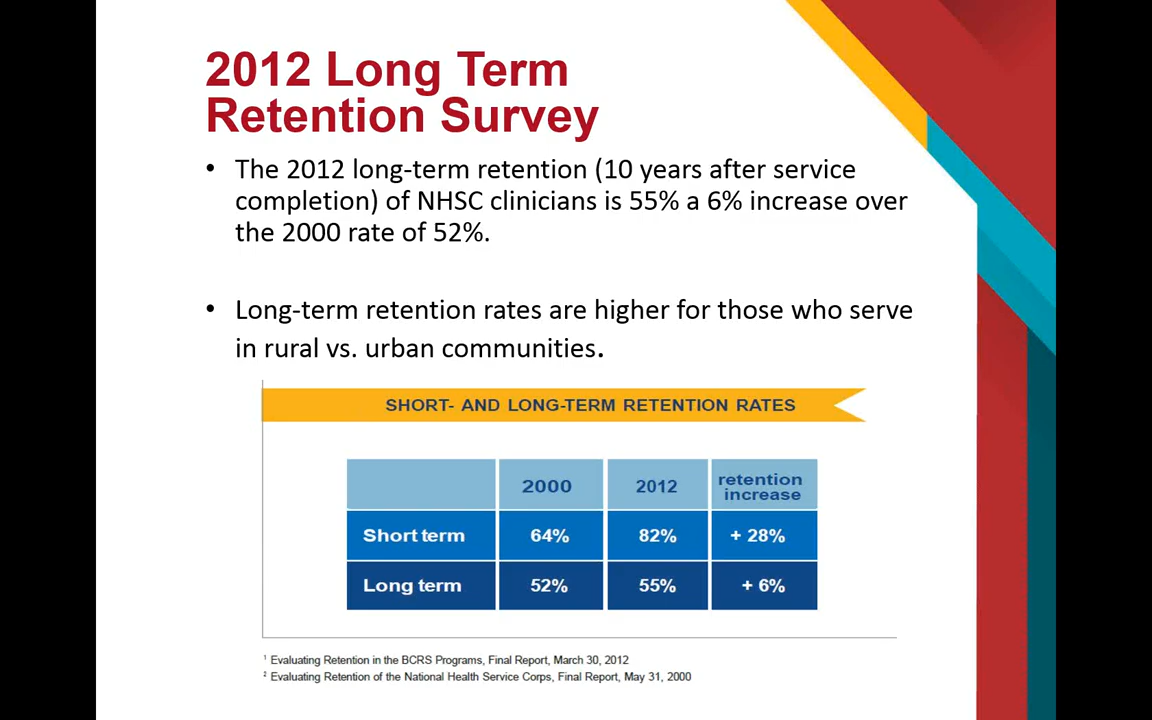 2012 Long Term
Retention Survey
• The 2012 long-term retention (10 years after service
completion) of NHSC clinicians is 55% a 6% increase over
the 2000 rate of 52%.
• Long-term retention rates are higher for those who serve
in rural vs. urban communities.
SHORT- AND LONG-TERM RETENTION RATES
2000 2012 retention increase
Short term 64% 82% + 28%
Long term 52% 55% + 6%
¹ Evaluating Retention in the BCRS Programs, Final Report, March 30, 2012
² Evaluating Retention of the National Health Service Corps, Final Report, May 31, 2000